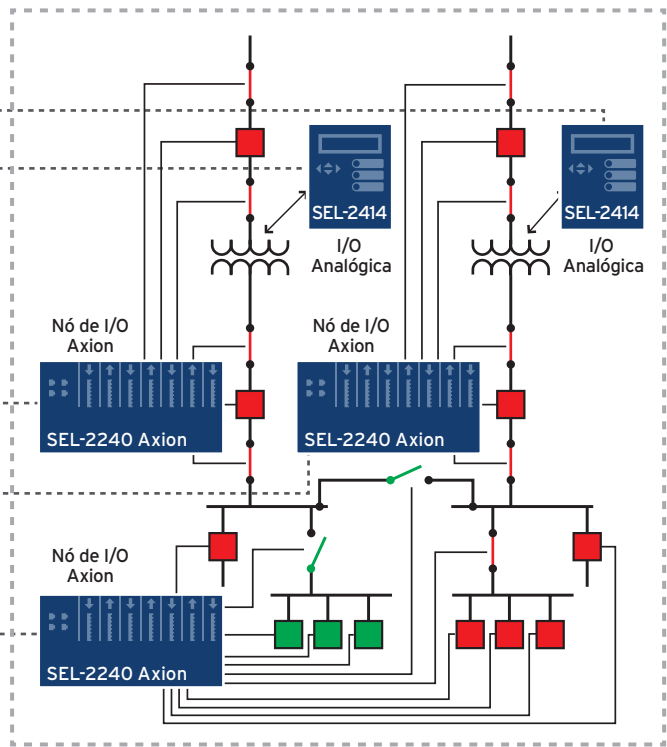 SEL-2414
I/O
Analógica
SEL-2414
I/O
Analógica
Nó de I/O
Axion
SEL-2240 Axion
Nó de I/O
Axion
SEL-2240 Axion
Nó de I/O
Axion
SEL-2240 Axion